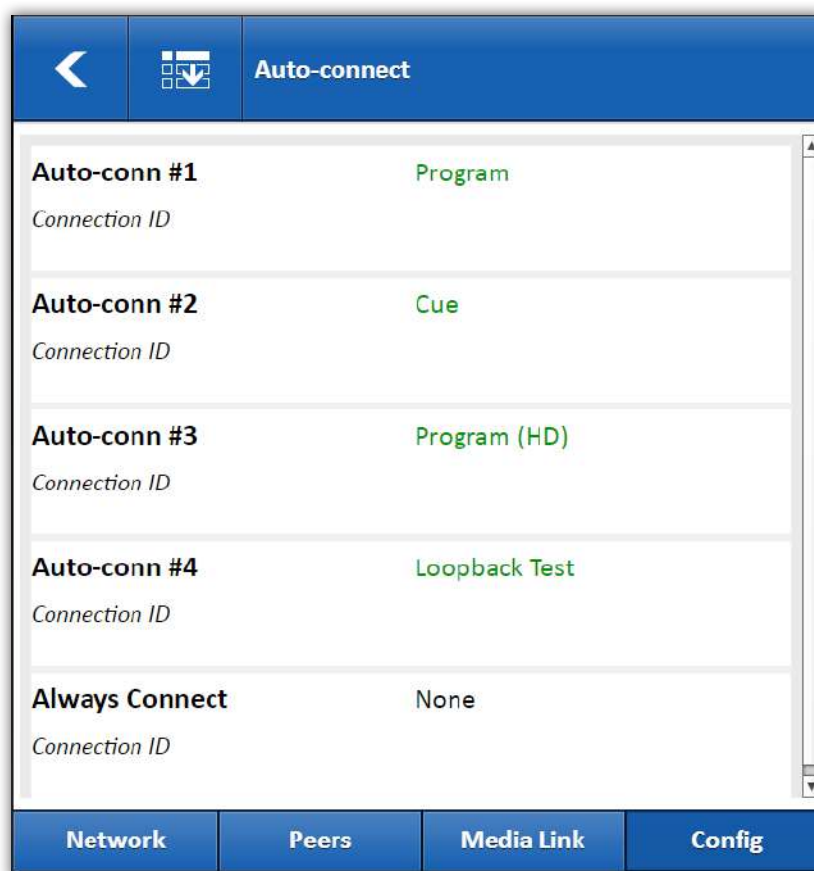 Auto-connect
Auto-conn #1 Program
Connection ID
Auto-conn #2 Cue
Connection ID
Auto-conn #3 Program (HD)
Connection ID
Auto-conn #4 Loopback Test
Connection ID
Always Connect None
Connection ID
Network Peers Media Link Config